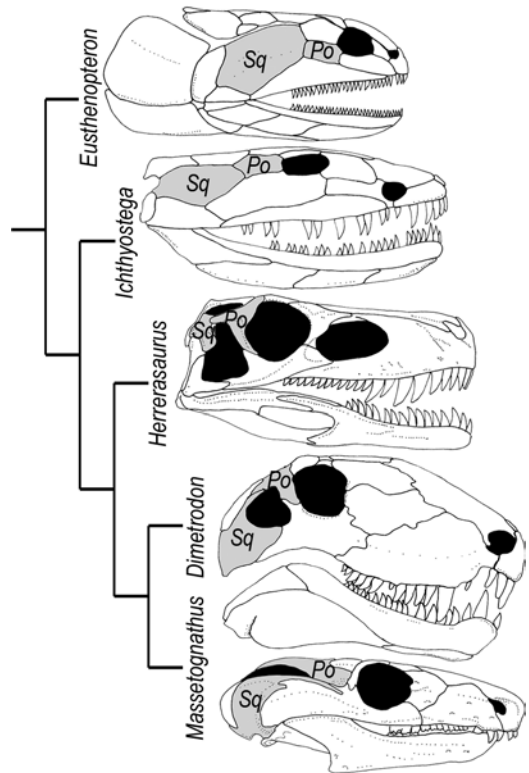 Eusthenopteron
Sq
Po
Ichthyostega
Sq
Po
Herrerasaurus
Sq
Po
Dimetrodon
Sq
Po
Massetognathus
Sq
Po